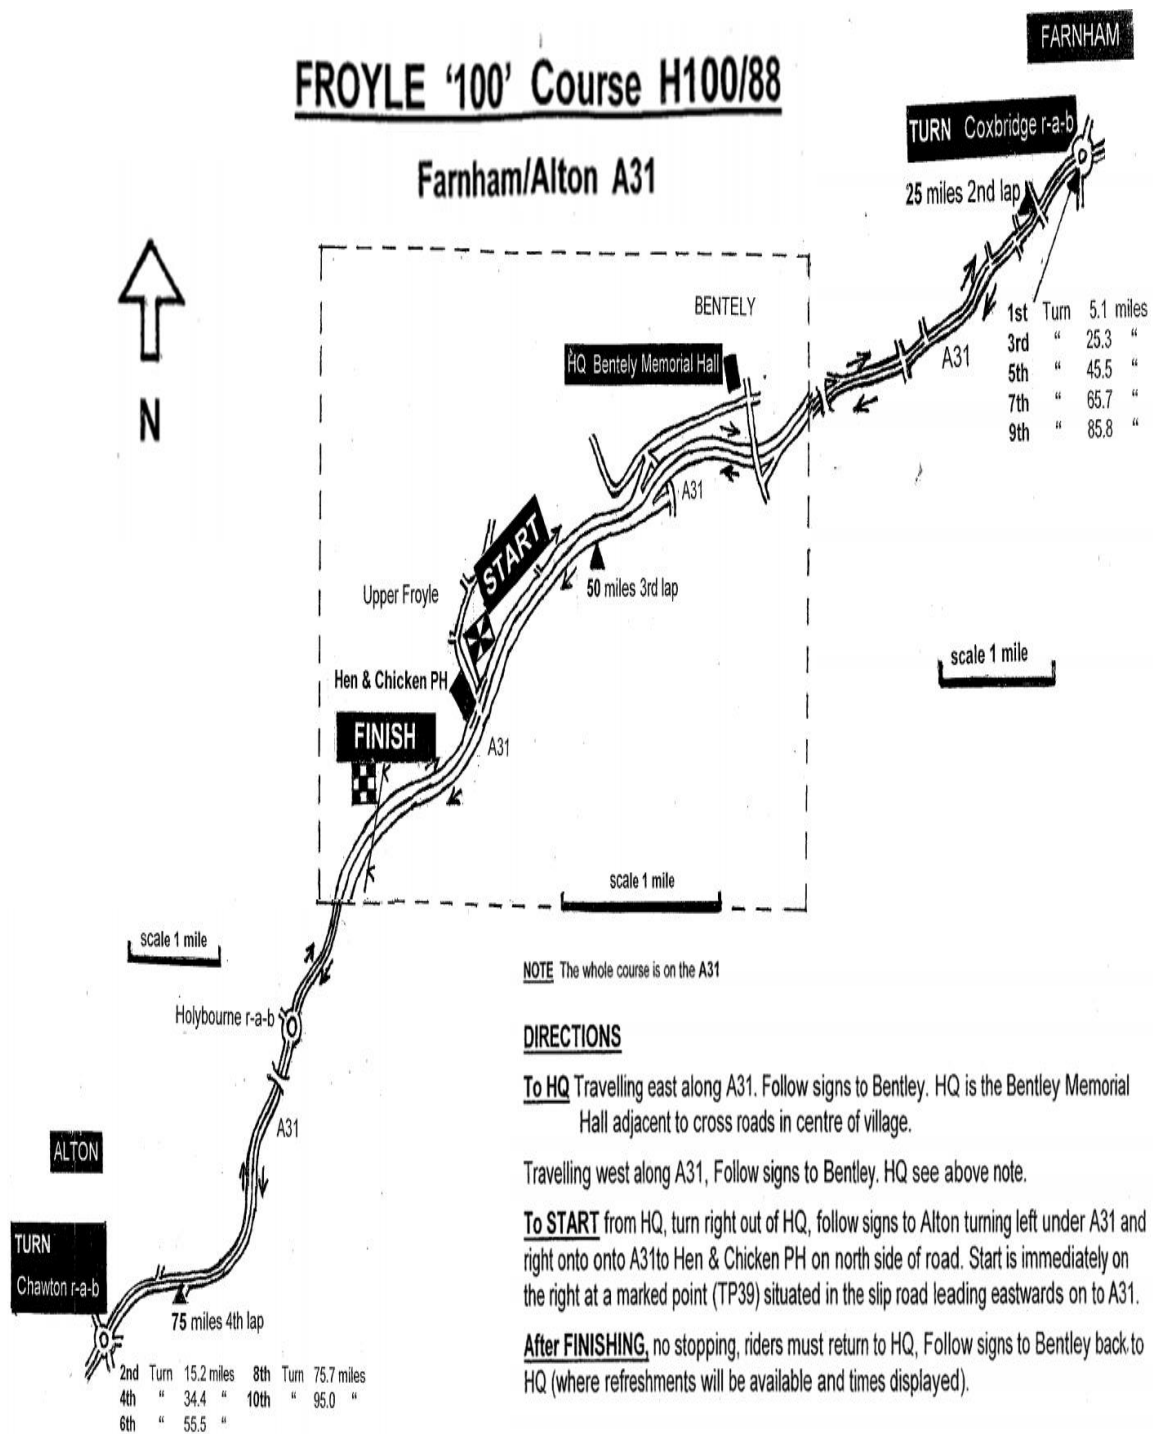 FROYLE ‘100’ Course H100/88
Farnham/Alton A31
FARNHAM
TURN Coxbridge r-a-b
25 miles 2nd lap
1st Turn 5.1 miles
3rd “ 25.3 “
5th “ 45.5 “
7th “ 65.7 “
9th “ 85.8 “
A31
N
BENTELY
HQ Bentely Memorial Hall
A31
START
50 miles 3rd lap
Upper Froyle
Hen & Chicken PH
FINISH
A31
scale 1 mile
scale 1 mile
scale 1 mile
Holybourne r-a-b
A31
ALTON
TURN
Chawton r-a-b
75 miles 4th lap
2nd Turn 15.2 miles 8th Turn 75.7 miles
4th “ 34.4 “ 10th “ 95.0 “
6th “ 55.5 “
NOTE The whole course is on the A31
DIRECTIONS
To HQ Travelling east along A31. Follow signs to Bentley. HQ is the Bentley Memorial
Hall adjacent to cross roads in centre of village.
Travelling west along A31, Follow signs to Bentley. HQ see above note.
To START from HQ, turn right out of HQ, follow signs to Alton turning left under A31 and
right onto onto A31to Hen & Chicken PH on north side of road. Start is immediately on
the right at a marked point (TP39) situated in the slip road leading eastwards on to A31.
After FINISHING, no stopping, riders must return to HQ, Follow signs to Bentley back to
HQ (where refreshments will be available and times displayed).